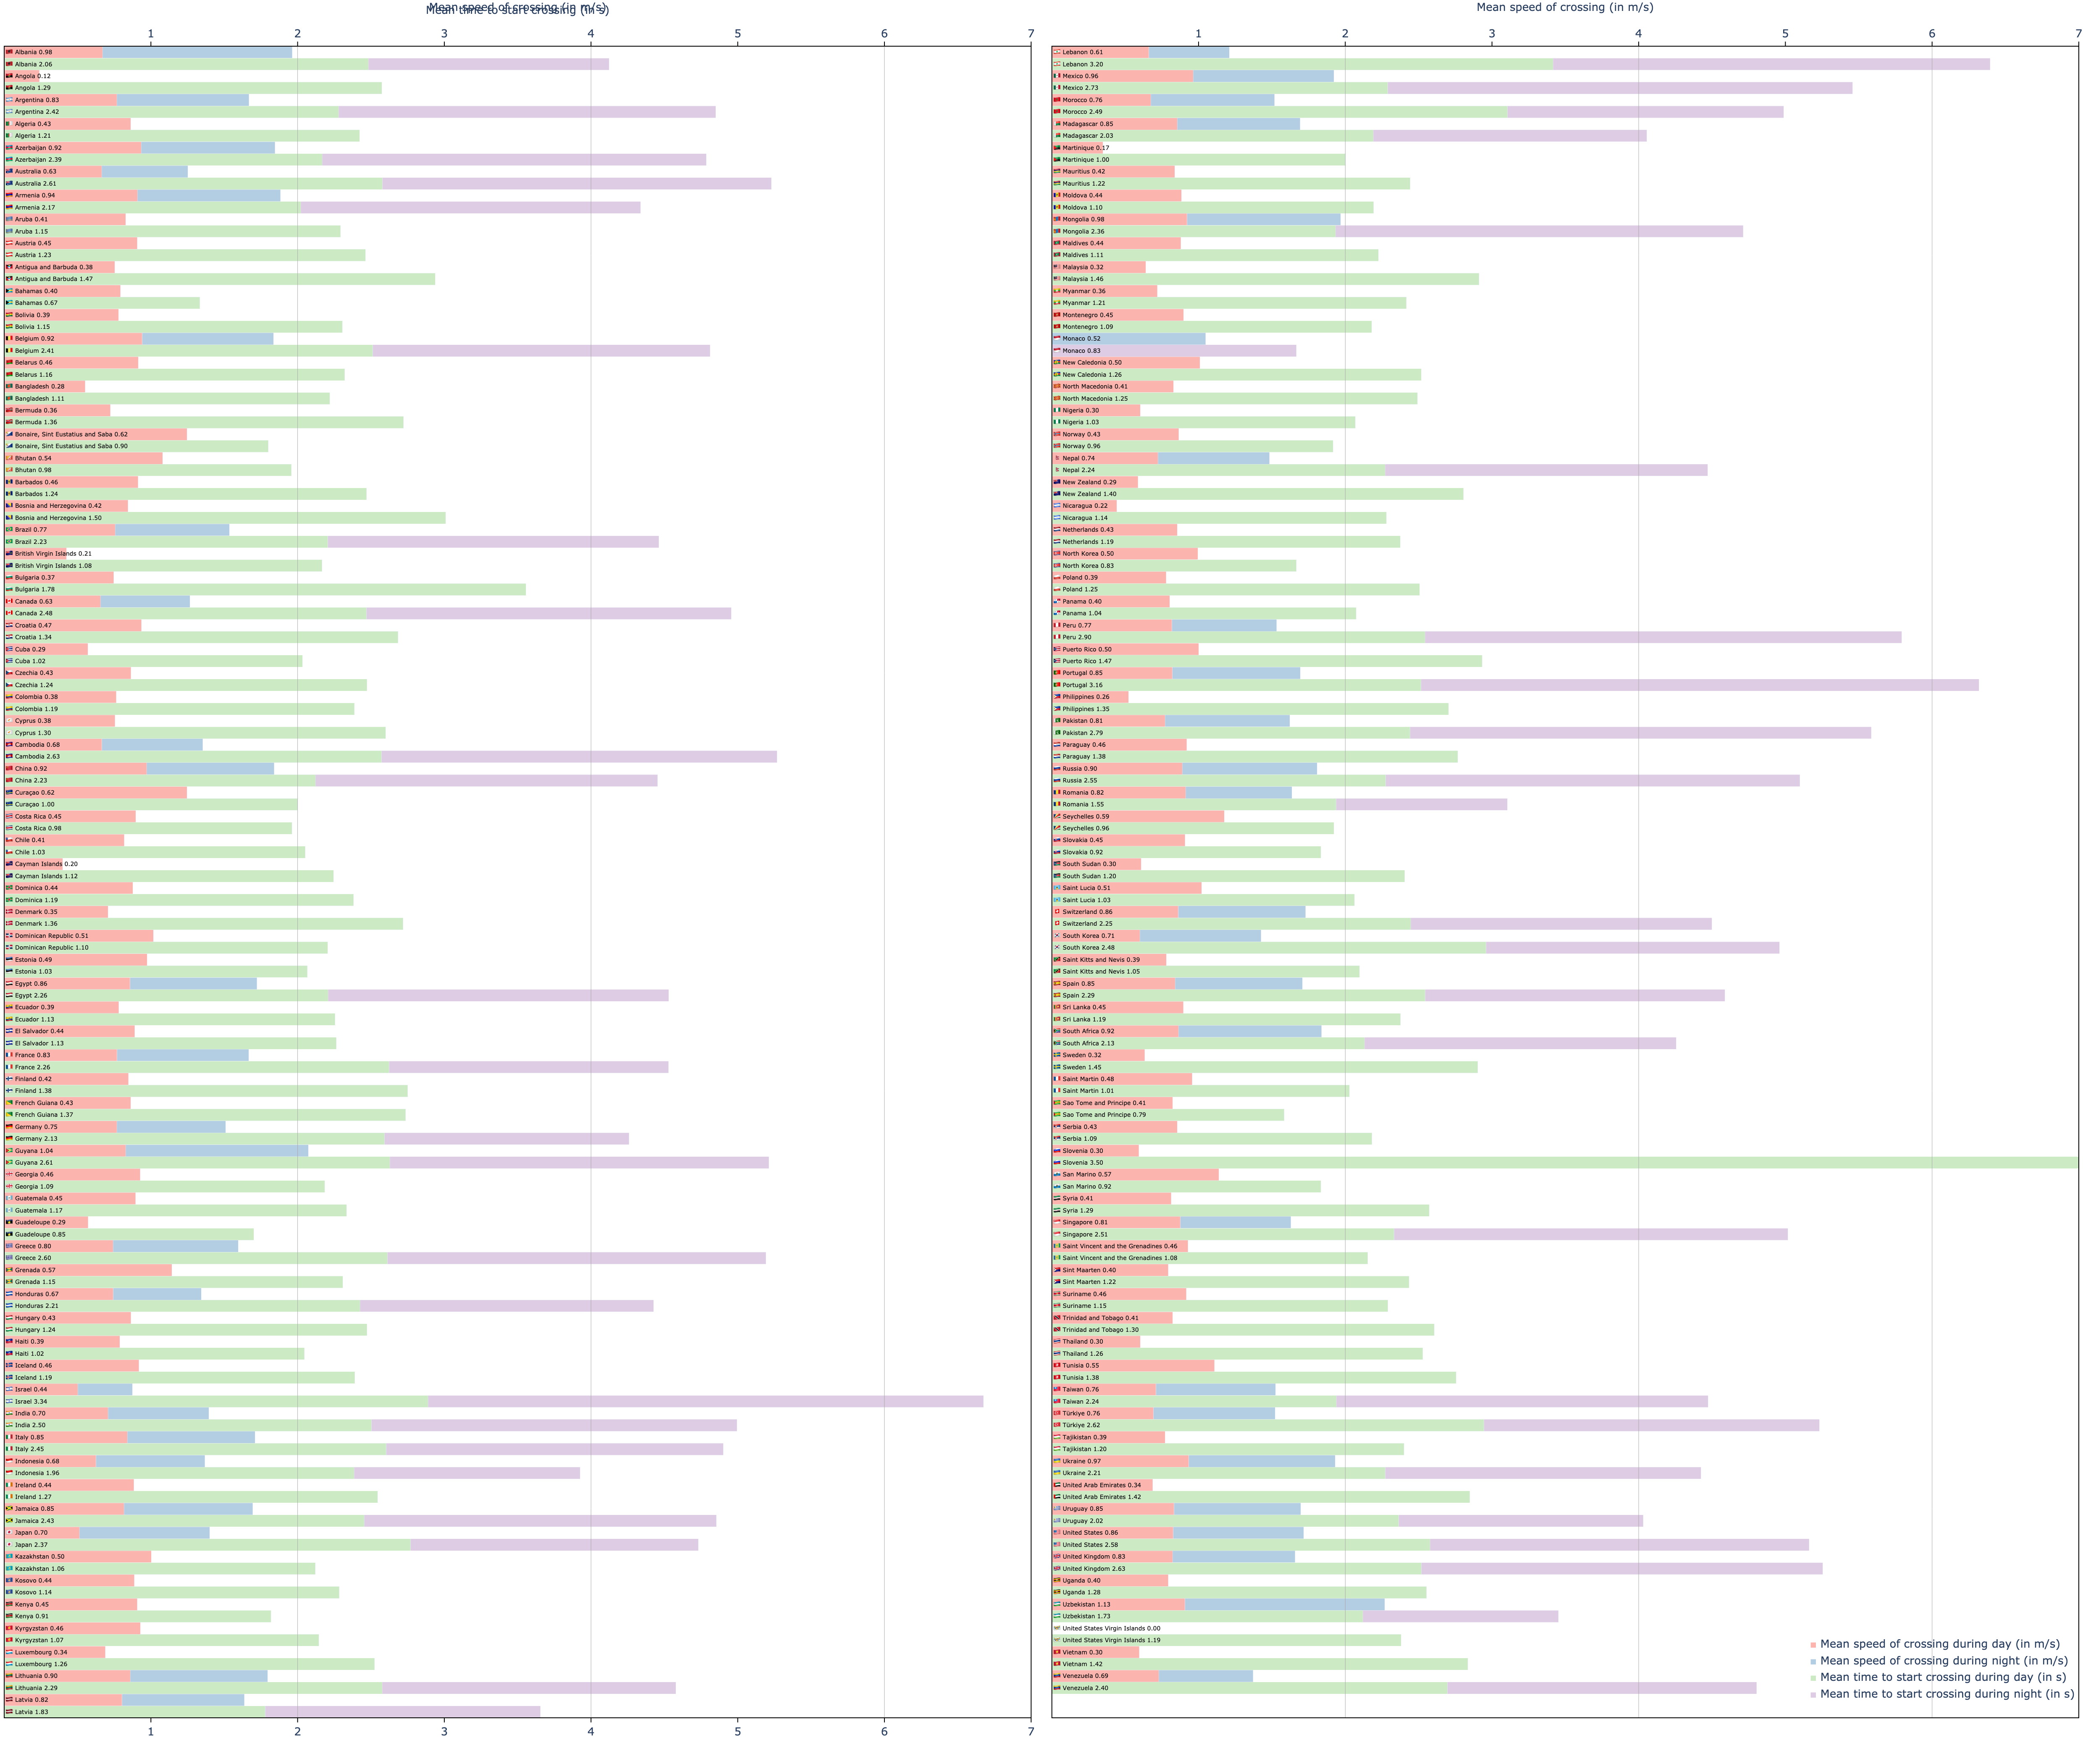 Mean speed of crossing (in m/s)
Mean time to start crossing (in s)
1 2 3 4 5 6 7
Albania 0.98
Albania 2.06
Angola 0.12
Angola 1.29
Argentina 0.83
Argentina 2.42
Algeria 0.43
Algeria 1.21
Azerbaijan 0.92
Azerbaijan 2.39
Australia 0.63
Australia 2.61
Armenia 0.94
Armenia 2.17
Aruba 0.41
Aruba 1.15
Austria 0.45
Austria 1.23
Antigua and Barbuda 0.38
Antigua and Barbuda 1.47
Bahamas 0.40
Bahamas 0.67
Bolivia 0.39
Bolivia 1.15
Belgium 0.92
Belgium 2.41
Belarus 0.46
Belarus 1.16
Bangladesh 0.28
Bangladesh 1.11
Bermuda 0.36
Bermuda 1.36
Bonaire, Sint Eustatius and Saba 0.62
Bonaire, Sint Eustatius and Saba 0.90
Bhutan 0.54
Bhutan 0.98
Barbados 0.46
Barbados 1.24
Bosnia and Herzegovina 0.42
Bosnia and Herzegovina 1.50
Brazil 0.77
Brazil 2.23
British Virgin Islands 0.21
British Virgin Islands 1.08
Bulgaria 0.37
Bulgaria 1.78
Canada 0.63
Canada 2.48
Croatia 0.47
Croatia 1.34
Cuba 0.29
Cuba 1.02
Czechia 0.43
Czechia 1.24
Colombia 0.38
Colombia 1.19
Cyprus 0.38
Cyprus 1.30
Cambodia 0.68
Cambodia 2.63
China 0.92
China 2.23
Curaçao 0.62
Curaçao 1.00
Costa Rica 0.45
Costa Rica 0.98
Chile 0.41
Chile 1.03
Cayman Islands 0.20
Cayman Islands 1.12
Dominica 0.44
Dominica 1.19
Denmark 0.35
Denmark 1.36
Dominican Republic 0.51
Dominican Republic 1.10
Estonia 0.49
Estonia 1.03
Egypt 0.86
Egypt 2.26
Ecuador 0.39
Ecuador 1.13
El Salvador 0.44
El Salvador 1.13
France 0.83
France 2.26
Finland 0.42
Finland 1.38
French Guiana 0.43
French Guiana 1.37
Germany 0.75
Germany 2.13
Guyana 1.04
Guyana 2.61
Georgia 0.46
Georgia 1.09
Guatemala 0.45
Guatemala 1.17
Guadeloupe 0.29
Guadeloupe 0.85
Greece 0.80
Greece 2.60
Grenada 0.57
Grenada 1.15
Honduras 0.67
Honduras 2.21
Hungary 0.43
Hungary 1.24
Haiti 0.39
Haiti 1.02
Iceland 0.46
Iceland 1.19
Israel 0.44
Israel 3.34
India 0.70
India 2.50
Italy 0.85
Italy 2.45
Indonesia 0.68
Indonesia 1.96
Ireland 0.44
Ireland 1.27
Jamaica 0.85
Jamaica 2.43
Japan 0.70
Japan 2.37
Kazakhstan 0.50
Kazakhstan 1.06
Kosovo 0.44
Kosovo 1.14
Kenya 0.45
Kenya 0.91
Kyrgyzstan 0.46
Kyrgyzstan 1.07
Luxembourg 0.34
Luxembourg 1.26
Lithuania 0.90
Lithuania 2.29
Latvia 0.82
Latvia 1.83
1 2 3 4 5 6 7
Mean speed of crossing (in m/s)
1 2 3 4 5 6 7
Lebanon 0.61
Lebanon 3.20
Mexico 0.96
Mexico 2.73
Morocco 0.76
Morocco 2.49
Madagascar 0.85
Madagascar 2.03
Martinique 0.17
Martinique 1.00
Mauritius 0.42
Mauritius 1.22
Moldova 0.44
Moldova 1.10
Mongolia 0.98
Mongolia 2.36
Maldives 0.44
Maldives 1.11
Malaysia 0.32
Malaysia 1.46
Myanmar 0.36
Myanmar 1.21
Montenegro 0.45
Montenegro 1.09
Monaco 0.52
Monaco 0.83
New Caledonia 0.50
New Caledonia 1.26
North Macedonia 0.41
North Macedonia 1.25
Nigeria 0.30
Nigeria 1.03
Norway 0.43
Norway 0.96
Nepal 0.74
Nepal 2.24
New Zealand 0.29
New Zealand 1.40
Nicaragua 0.22
Nicaragua 1.14
Netherlands 0.43
Netherlands 1.19
North Korea 0.50
North Korea 0.83
Poland 0.39
Poland 1.25
Panama 0.40
Panama 1.04
Peru 0.77
Peru 2.90
Puerto Rico 0.50
Puerto Rico 1.47
Portugal 0.85
Portugal 3.16
Philippines 0.26
Philippines 1.35
Pakistan 0.81
Pakistan 2.79
Paraguay 0.46
Paraguay 1.38
Russia 0.90
Russia 2.55
Romania 0.82
Romania 1.55
Seychelles 0.59
Seychelles 0.96
Slovakia 0.45
Slovakia 0.92
South Sudan 0.30
South Sudan 1.20
Saint Lucia 0.51
Saint Lucia 1.03
Switzerland 0.86
Switzerland 2.25
South Korea 0.71
South Korea 2.48
Saint Kitts and Nevis 0.39
Saint Kitts and Nevis 1.05
Spain 0.85
Spain 2.29
Sri Lanka 0.45
Sri Lanka 1.19
South Africa 0.92
South Africa 2.13
Sweden 0.32
Sweden 1.45
Saint Martin 0.48
Saint Martin 1.01
Sao Tome and Principe 0.41
Sao Tome and Principe 0.79
Serbia 0.43
Serbia 1.09
Slovenia 0.30
Slovenia 3.50
San Marino 0.57
San Marino 0.92
Syria 0.41
Syria 1.29
Singapore 0.81
Singapore 2.51
Saint Vincent and the Grenadines 0.46
Saint Vincent and the Grenadines 1.08
Sint Maarten 0.40
Sint Maarten 1.22
Suriname 0.46
Suriname 1.15
Trinidad and Tobago 0.41
Trinidad and Tobago 1.30
Thailand 0.30
Thailand 1.26
Tunisia 0.55
Tunisia 1.38
Taiwan 0.76
Taiwan 2.24
Türkiye 0.76
Türkiye 2.62
Tajikistan 0.39
Tajikistan 1.20
Ukraine 0.97
Ukraine 2.21
United Arab Emirates 0.34
United Arab Emirates 1.42
Uruguay 0.85
Uruguay 2.02
United States 0.86
United States 2.58
United Kingdom 0.83
United Kingdom 2.63
Uganda 0.40
Uganda 1.28
Uzbekistan 1.13
Uzbekistan 1.73
United States Virgin Islands 0.00
United States Virgin Islands 1.19
Vietnam 0.30
Vietnam 1.42
Venezuela 0.69
Venezuela 2.40
Mean speed of crossing during day (in m/s)
Mean speed of crossing during night (in m/s)
Mean time to start crossing during day (in s)
Mean time to start crossing during night (in s)
1 2 3 4 5 6 7